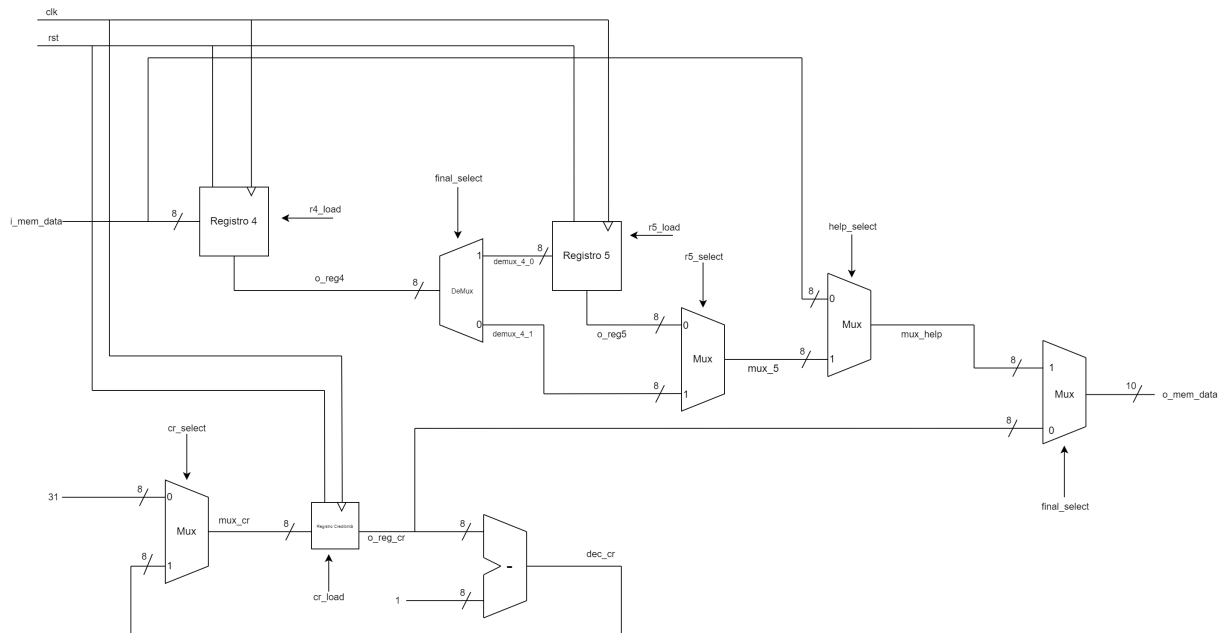 clk
rst
i_mem_data
8
Registro 4
r4_load
o_reg4
8
final_select
DeMux
1
0
demux_4_0
8
demux_4_1
Registro 5
r5_load
o_reg5
8
0
r5_select
Mux
8
1
mux_5
8
help_select
8
0
Mux
1
mux_help
8
1
Mux
8
0
10
o_mem_data
final_select
cr_select
31
8
0
Mux
8
1
mux_cr
8
Registro Credibilità
cr_load
o_reg_cr
8
-
1
8
dec_cr